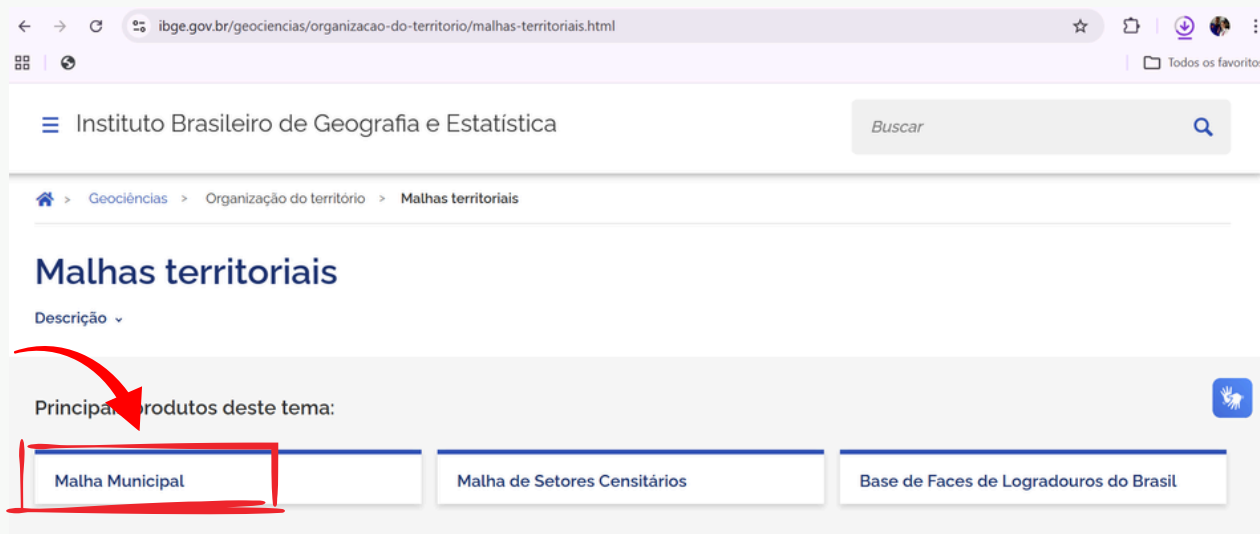 ibge.gov.br/geociencias/organizacao-do-territorio/malhas-territoriais.html
Todos os favorito
Instituto Brasileiro de Geografia e Estatística
Buscar
> Geociências > Organização do território > Malhas territoriais
Malhas territoriais
Descrição
Principai produtos deste tema:
Malha Municipal
Malha de Setores Censitários
Base de Faces de Logradouros do Brasil